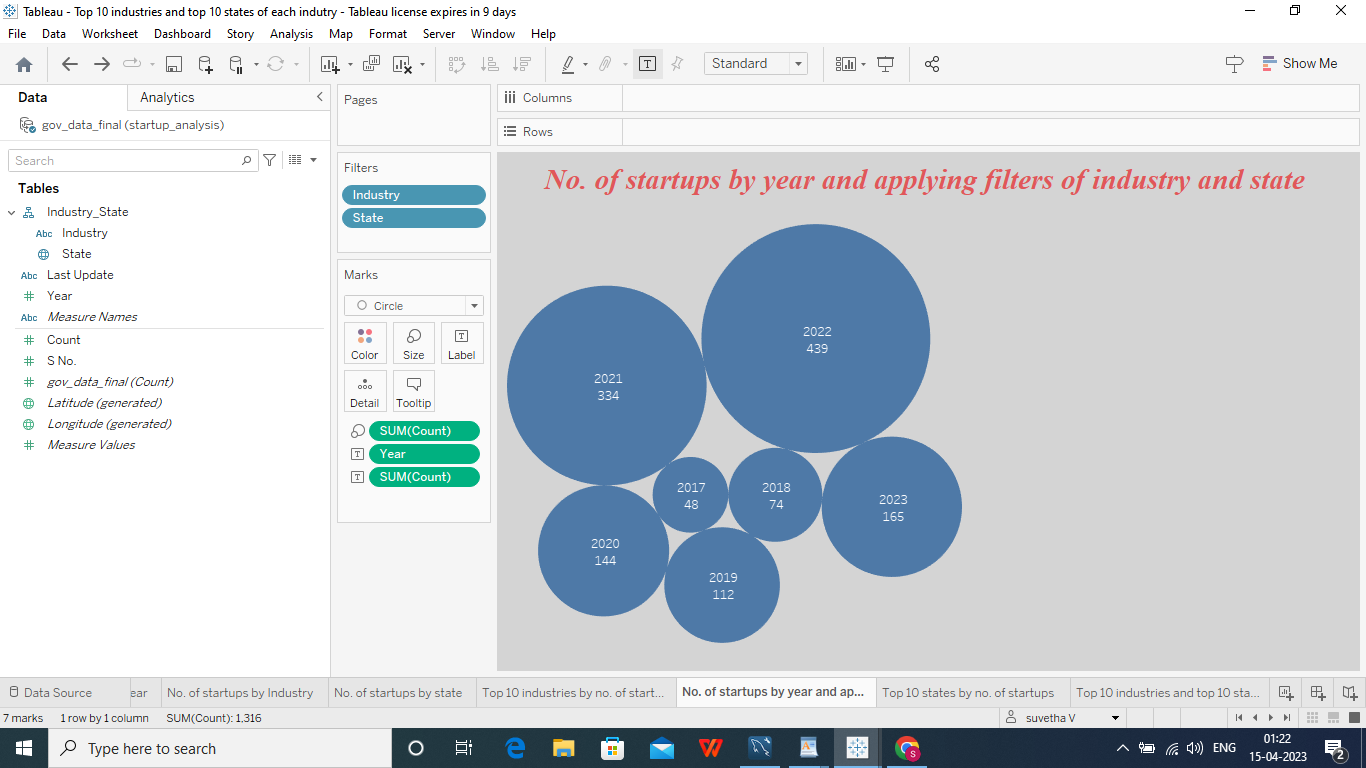 Tableau - Top 10 industries and top 10 states of each indutry - Tableau license expires in 9 days
File Data Worksheet Dashboard Story Analysis Map Format Server Window Help
Standard
Show Me
Data Analytics
gov_data_final (startup_analysis)
Search
Tables
Industry_State
Abc Industry
State
Abc Last Update
Year
Abc Measure Names
Count
S No.
gov_data_final (Count)
Latitude (generated)
Longitude (generated)
Measure Values
Pages
Filters
Industry
State
Marks
Circle
Color Size Label
Detail Tooltip
SUM(Count)
Year
SUM(Count)
Columns
Rows
No. of startups by year and applying filters of industry and state
2022
439
2021
334
2017
48
2018
74
2023
165
2020
144
2019
112
Data Source ear No. of startups by Industry No. of startups by state Top 10 industries by no. of start... No. of startups by year and ap... Top 10 states by no. of startups Top 10 industries and top 10 sta...
7 marks 1 row by 1 column SUM(Count): 1,316 suvetha V
Type here to search
S
ENG
01:22
15-04-2023
2